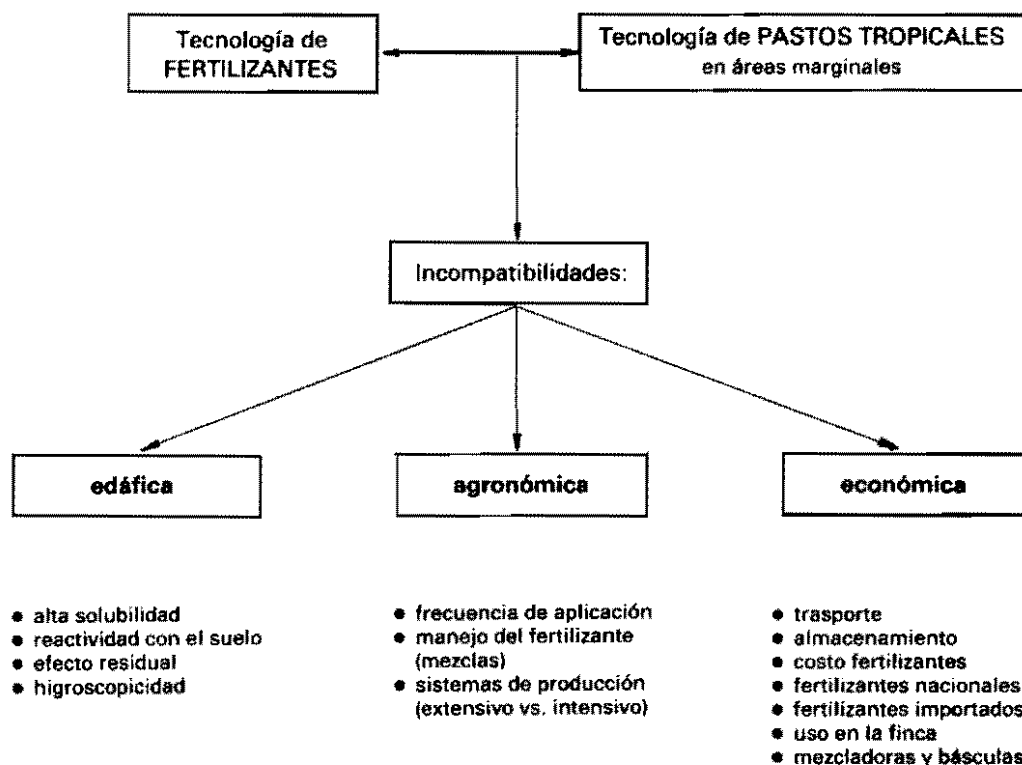 Tecnología de
FERTILIZANTES
Tecnología de PASTOS TROPICALES
en áreas marginales
Incompatibilidades:
edáfica
agronómica
económica
● alta solubilidad
● reactividad con el suelo
● efecto residual
● higroscopicidad
● frecuencia de aplicación
● manejo del fertilizante
(mezclas)
● sistemas de producción
(extensivo vs. intensivo)
● trasporte
● almacenamiento
● costo fertilizantes
● fertilizantes nacionales
● fertilizantes importados
● uso en la finca
● mezcladoras y básculas